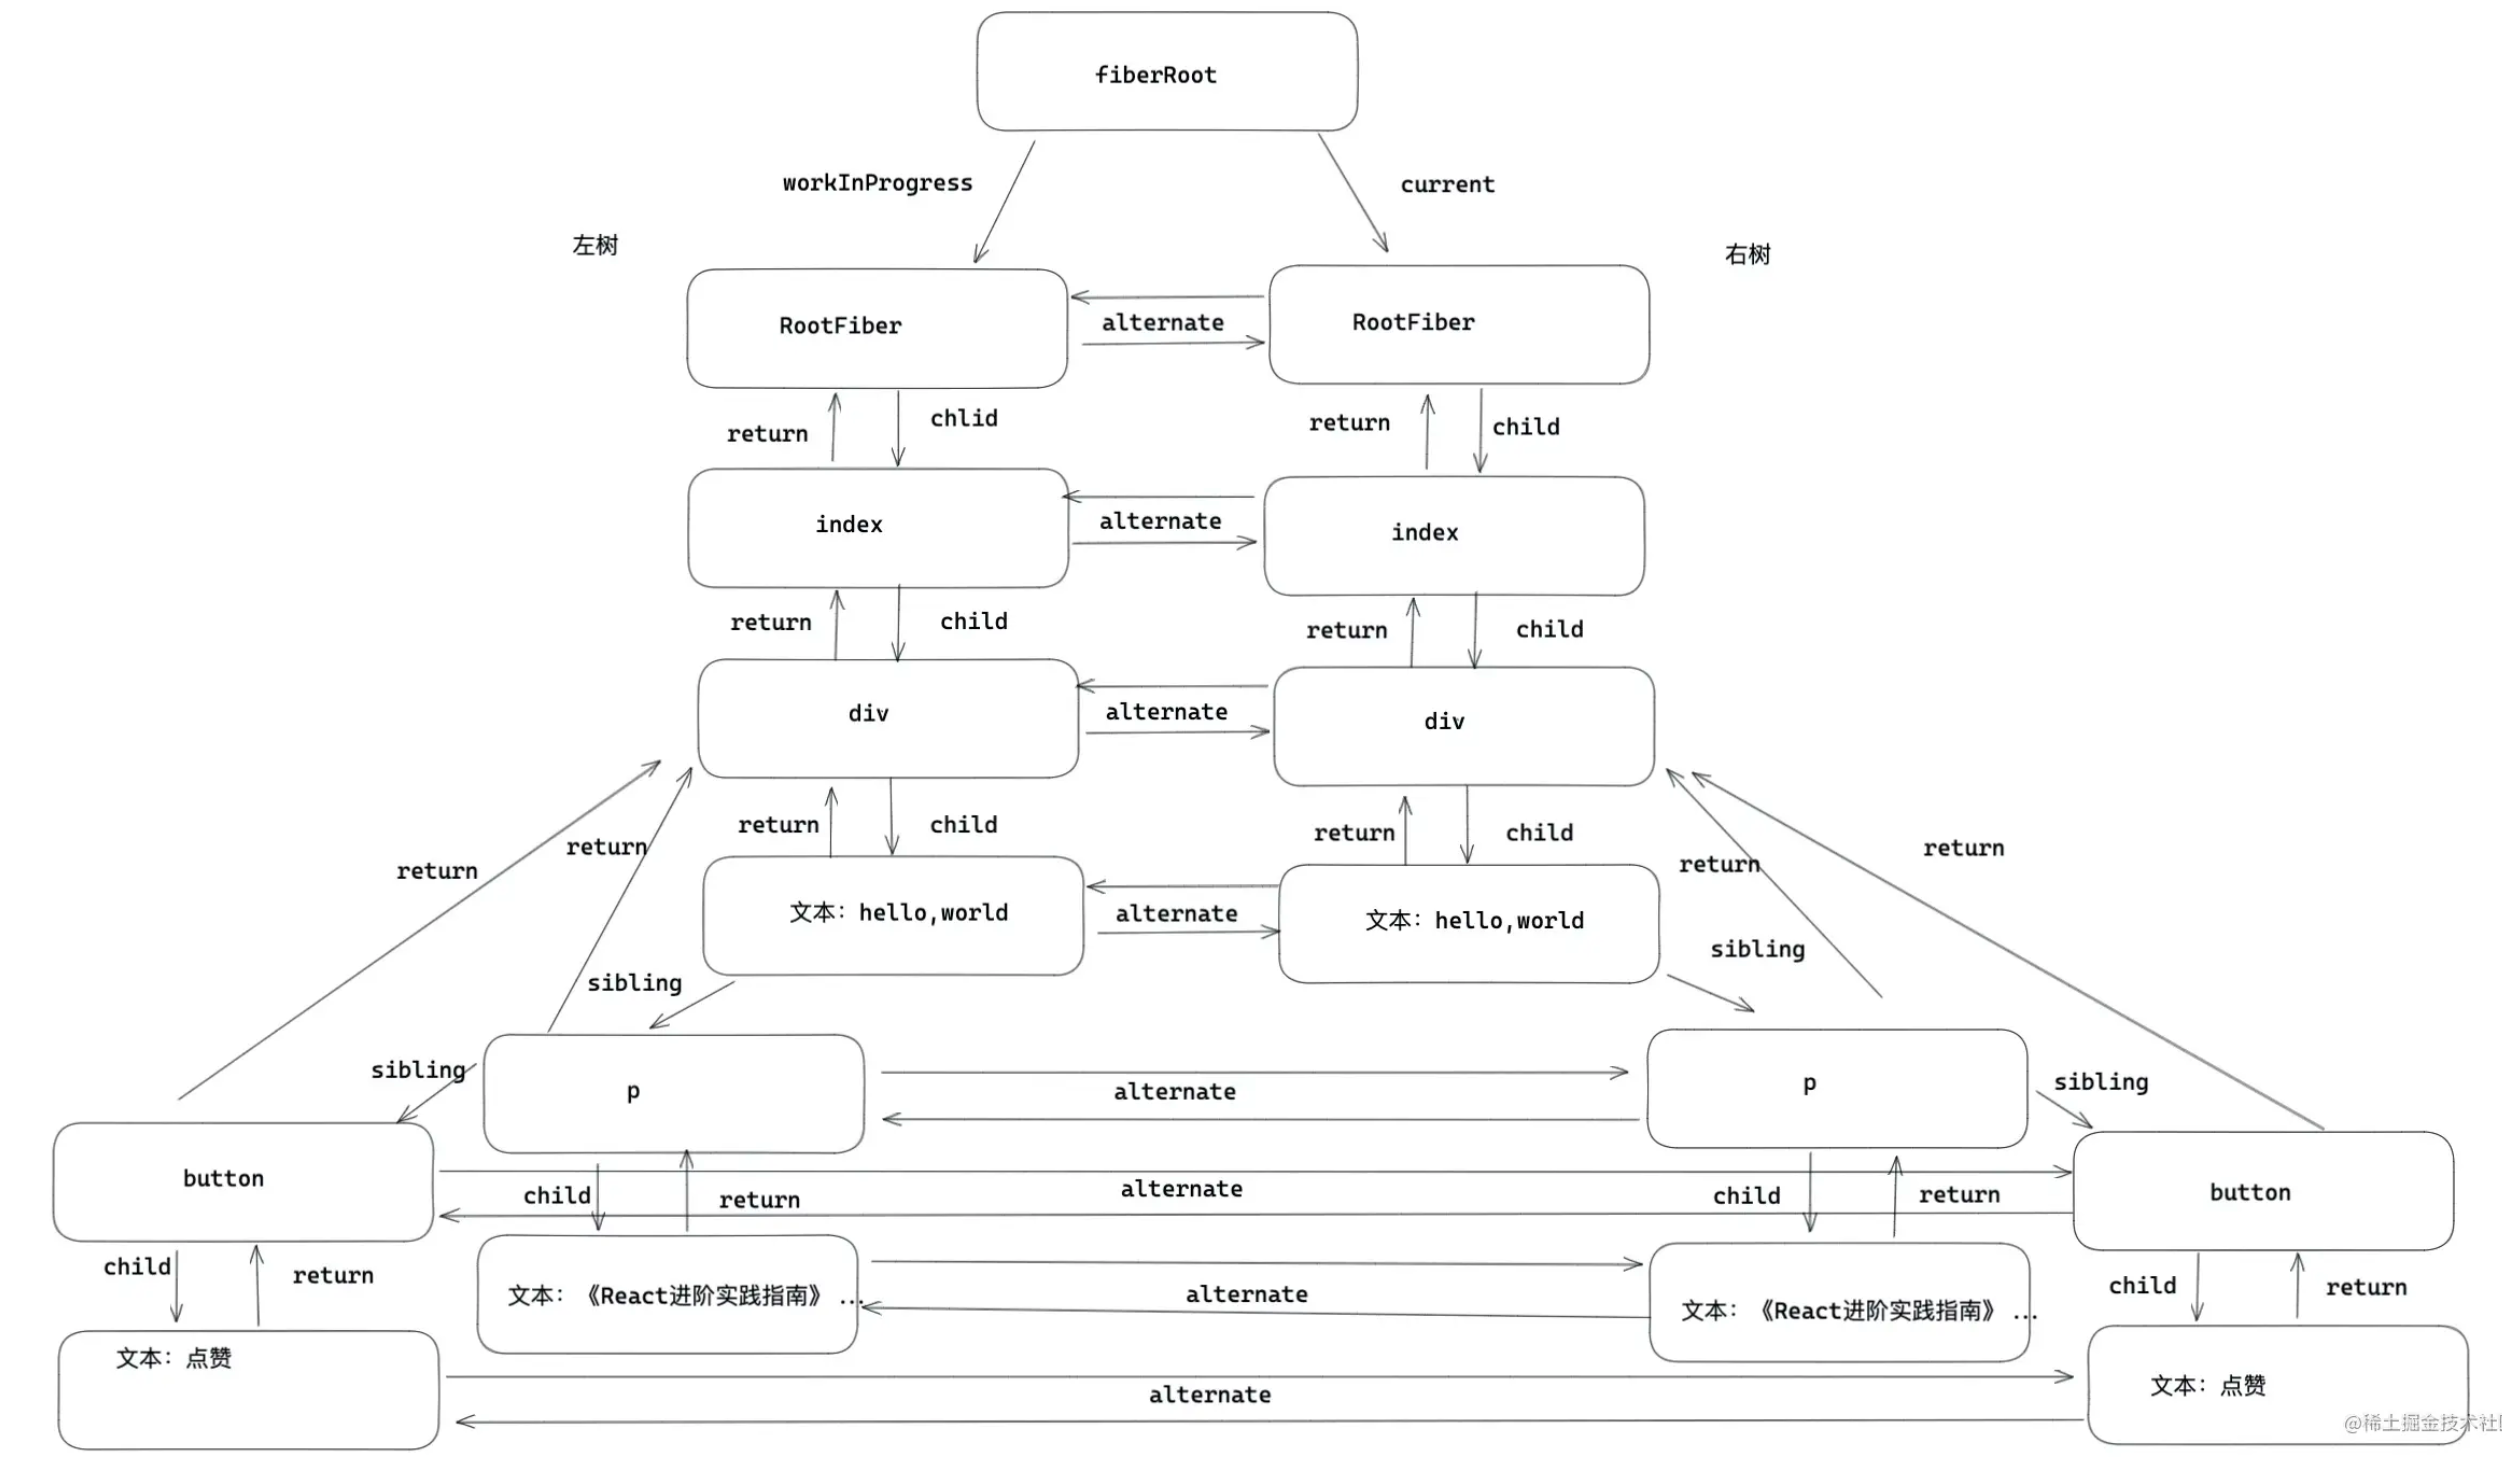 fiberRoot
workInProgress
current
左树
右树
RootFiber
alternate
RootFiber
return
chlid
return
child
index
alternate
index
return
child
return
child
div
alternate
div
return
return
return
child
return
child
return
return
文本：hello,world
alternate
文本：hello,world
sibling
sibling
sibling
p
alternate
p
sibling
button
child
return
alternate
child
return
button
child
return
文本：《React进阶实践指南》 ...
alternate
文本：《React进阶实践指南》 ...
child
return
文本：点赞
alternate
文本：点赞
@稀土掘金技术社